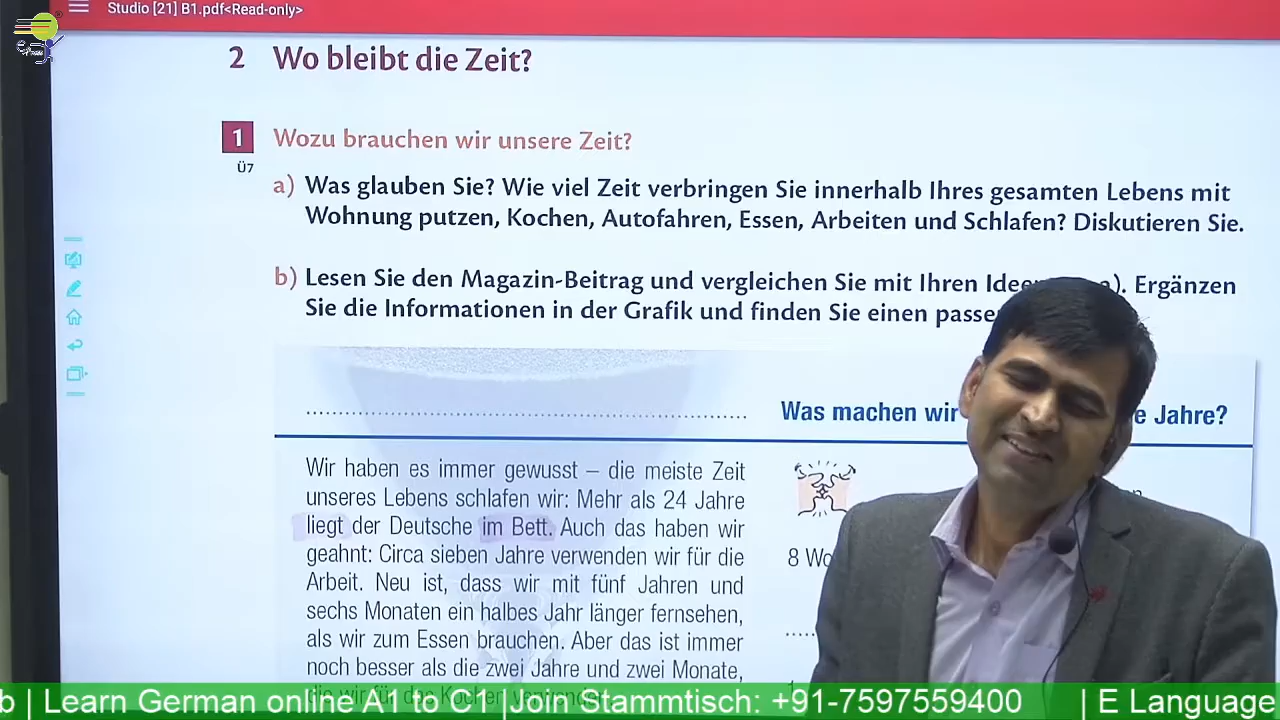 Studio [21] B1.pdf<Read-only>
2 Wo bleibt die Zeit?
1 Wozu brauchen wir unsere Zeit?
Ü7
a) Was glauben Sie? Wie viel Zeit verbringen Sie innerhalb Ihres gesamten Lebens mit
Wohnung putzen, Kochen, Autofahren, Essen, Arbeiten und Schlafen? Diskutieren Sie.
b) Lesen Sie den Magazin-Beitrag und vergleichen Sie mit Ihren a). Ergänzen
Sie die Informationen in der Grafik und finden Sie einen
Was machen wir e Jahre?
Wir haben es immer gewusst – die meiste Zeit
unseres Lebens schlafen wir: Mehr als 24 Jahre
liegt der Deutsche im Bett. Auch das haben wir
geahnt: Circa sieben Jahre verwenden wir für die
Arbeit. Neu ist, dass wir mit fünf Jahren und
sechs Monaten ein halbes Jahr länger fernsehen,
als wir zum Essen brauchen. Aber das ist immer
noch besser als die zwei Jahre und zwei Monate,
die wir für das Kochen verwenden.
8 Wo
b | Learn German online A1 to C1 |Join Stammtisch: +91-7597559400 | E Language